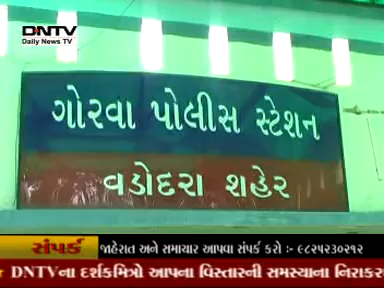 DNTV
Daily News TV
ગોરવા પોલીસ સ્ટેશન
વડોદરા શહેર
સંપર્ક જાહેરાત અને સમાચાર આપવા સંપર્ક કરો :- ૯૮૨૫૨૩૦૨૧૨
★ DNTVના દર્શકમિત્રો આપના વિસ્તારની સમસ્યાના નિરાકર